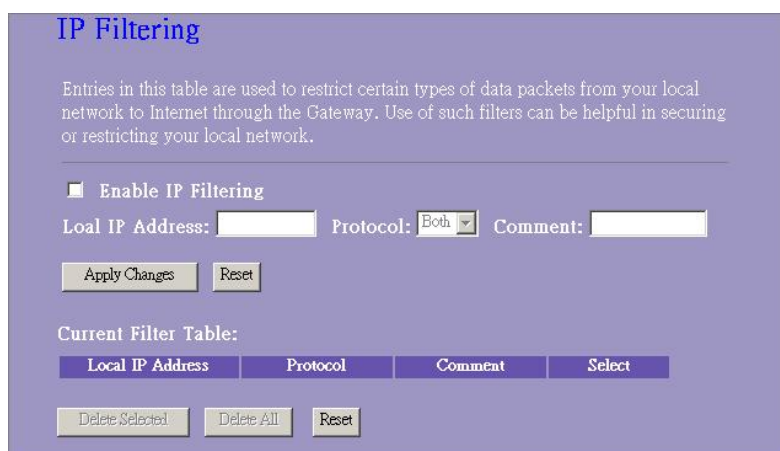 IP Filtering
Entries in this table are used to restrict certain types of data packets from your local
network to Internet through the Gateway. Use of such filters can be helpful in securing
or restricting your local network.
Enable IP Filtering
Loal IP Address: Protocol: Both Comment:
Apply Changes Reset
Current Filter Table:
Local IP Address Protocol Comment Select
Delete Selected Delete All Reset